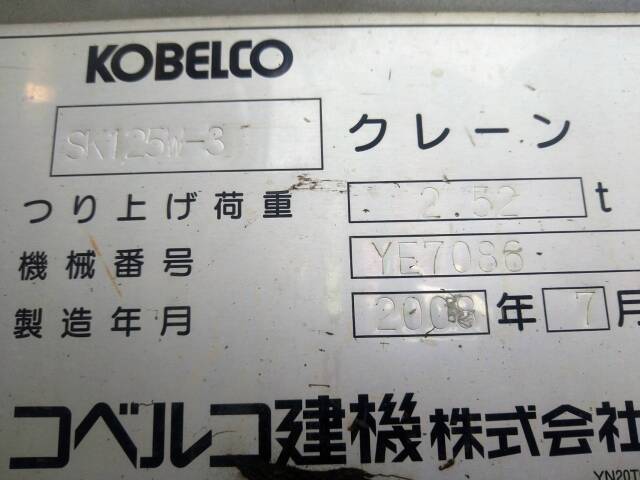 KOBELCO
SK125W-3 クレーン
つり上げ荷重 2.52 t
機械番号 YE7086
製造年月 2008 年 7 月
コベルコ建機株式会社
YN20T